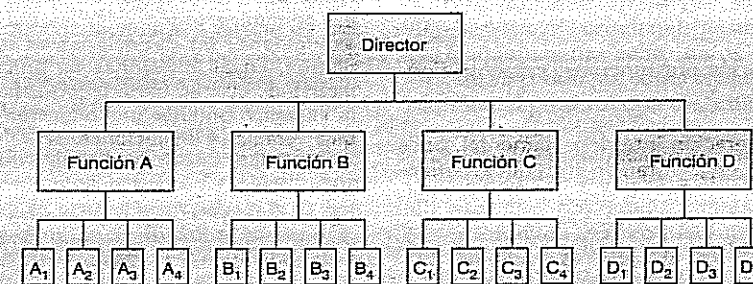 Director
Función A Función B Función C Función D
A₁ A₂ A₃ A₄ B₁ B₂ B₃ B₄ C₁ C₂ C₃ C₄ D₁ D₂ D₃ D